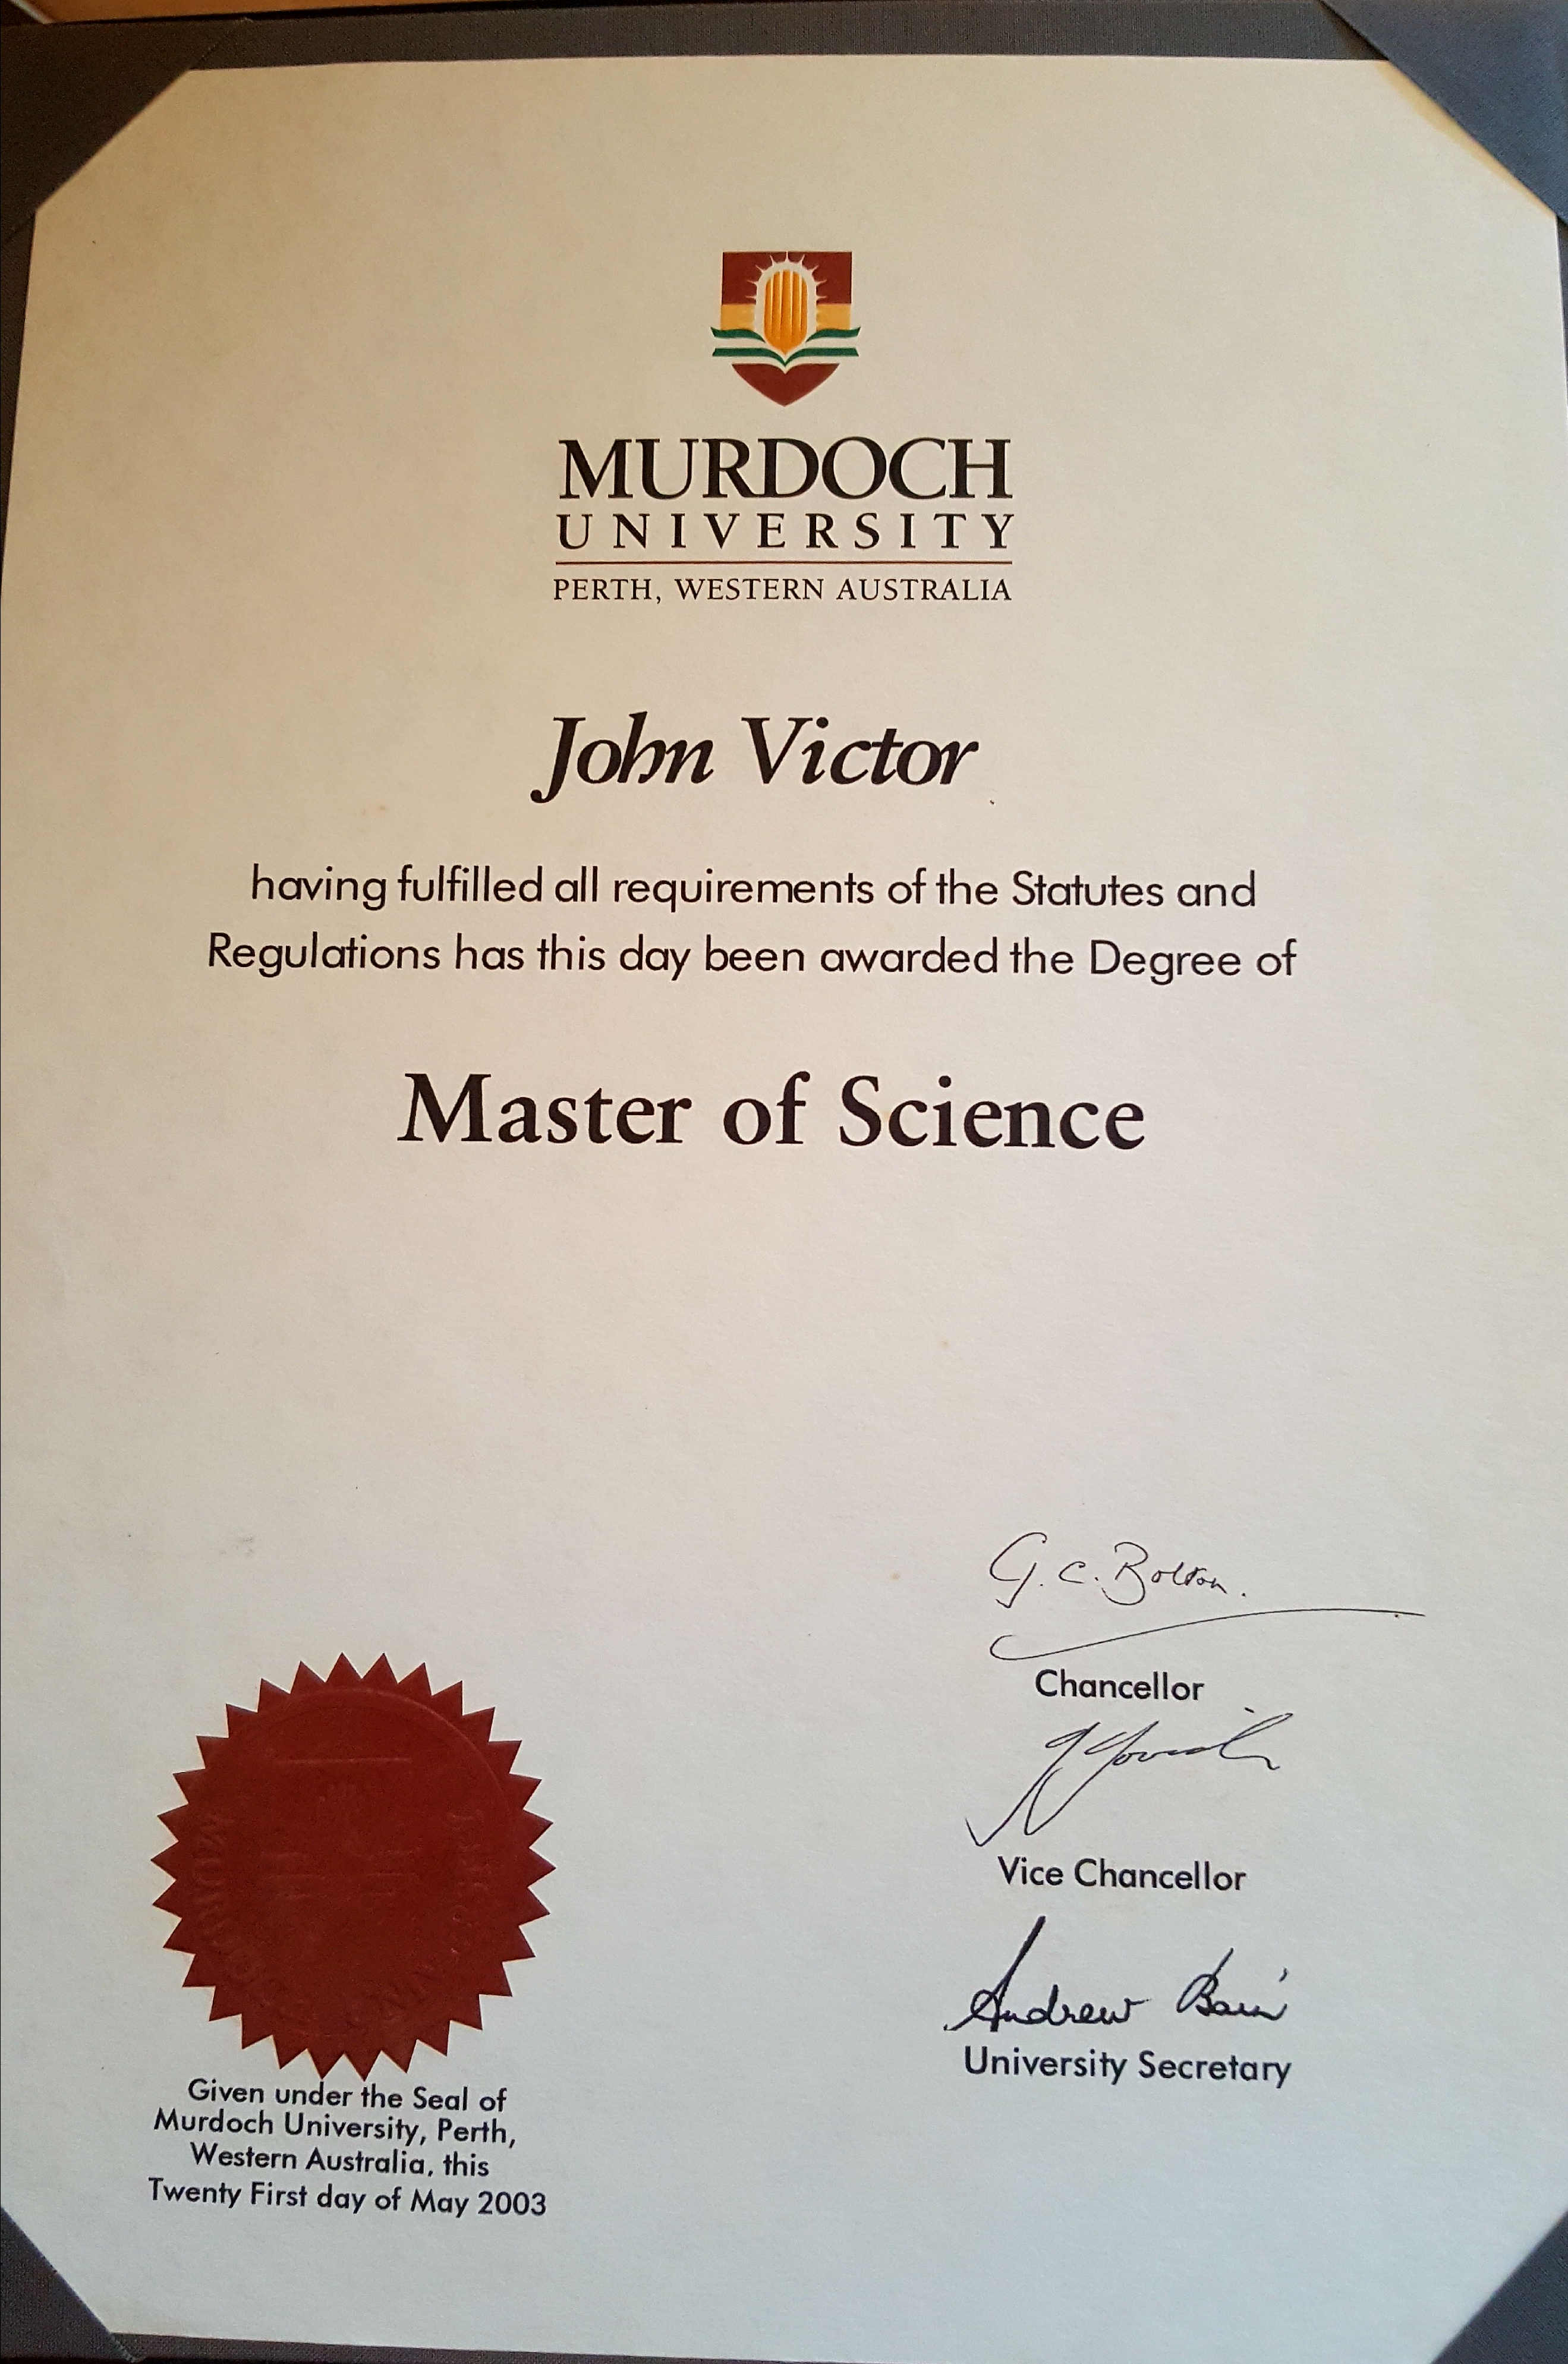 MURDOCH
UNIVERSITY
PERTH, WESTERN AUSTRALIA
John Victor
having fulfilled all requirements of the Statutes and
Regulations has this day been awarded the Degree of
Master of Science
G. C. Bolton.
Chancellor
Vice Chancellor
Andrew Bain
University Secretary
MURDOCH
Given under the Seal of
Murdoch University, Perth,
Western Australia, this
Twenty First day of May 2003